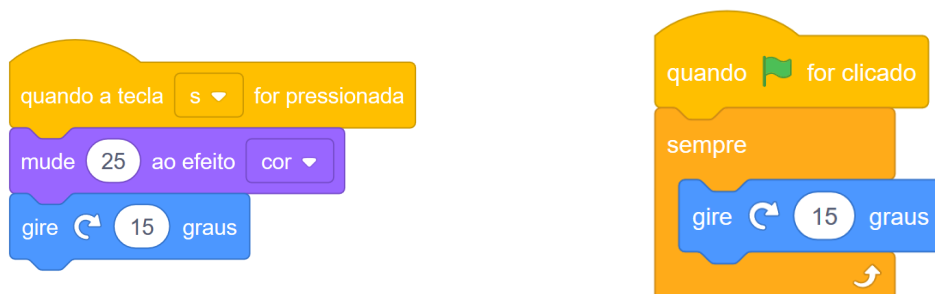 quando a tecla s for pressionada
mude 25 ao efeito cor
gire 15 graus
quando for clicado
sempre
gire 15 graus